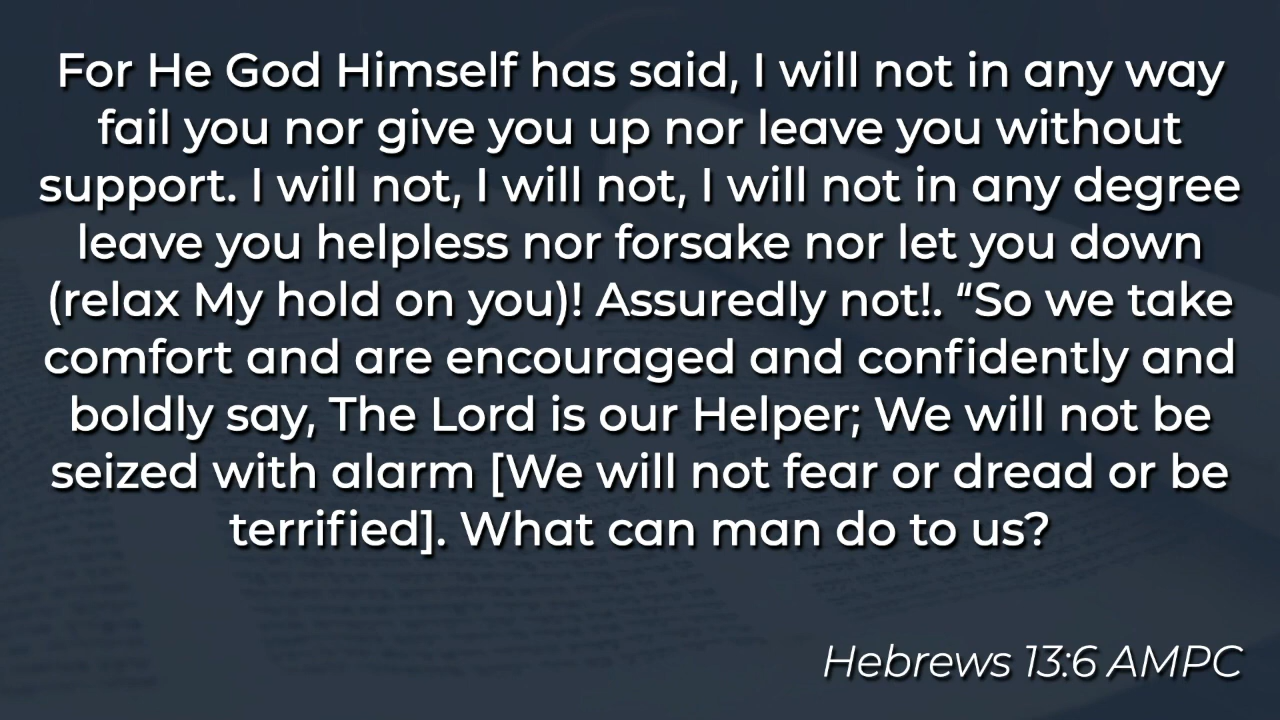 For He God Himself has said, I will not in any way
fail you nor give you up nor leave you without
support. I will not, I will not, I will not in any degree
leave you helpless nor forsake nor let you down
(relax My hold on you)! Assuredly not!. “So we take
comfort and are encouraged and confidently and
boldly say, The Lord is our Helper; We will not be
seized with alarm [We will not fear or dread or be
terrified]. What can man do to us?
Hebrews 13:6 AMPC